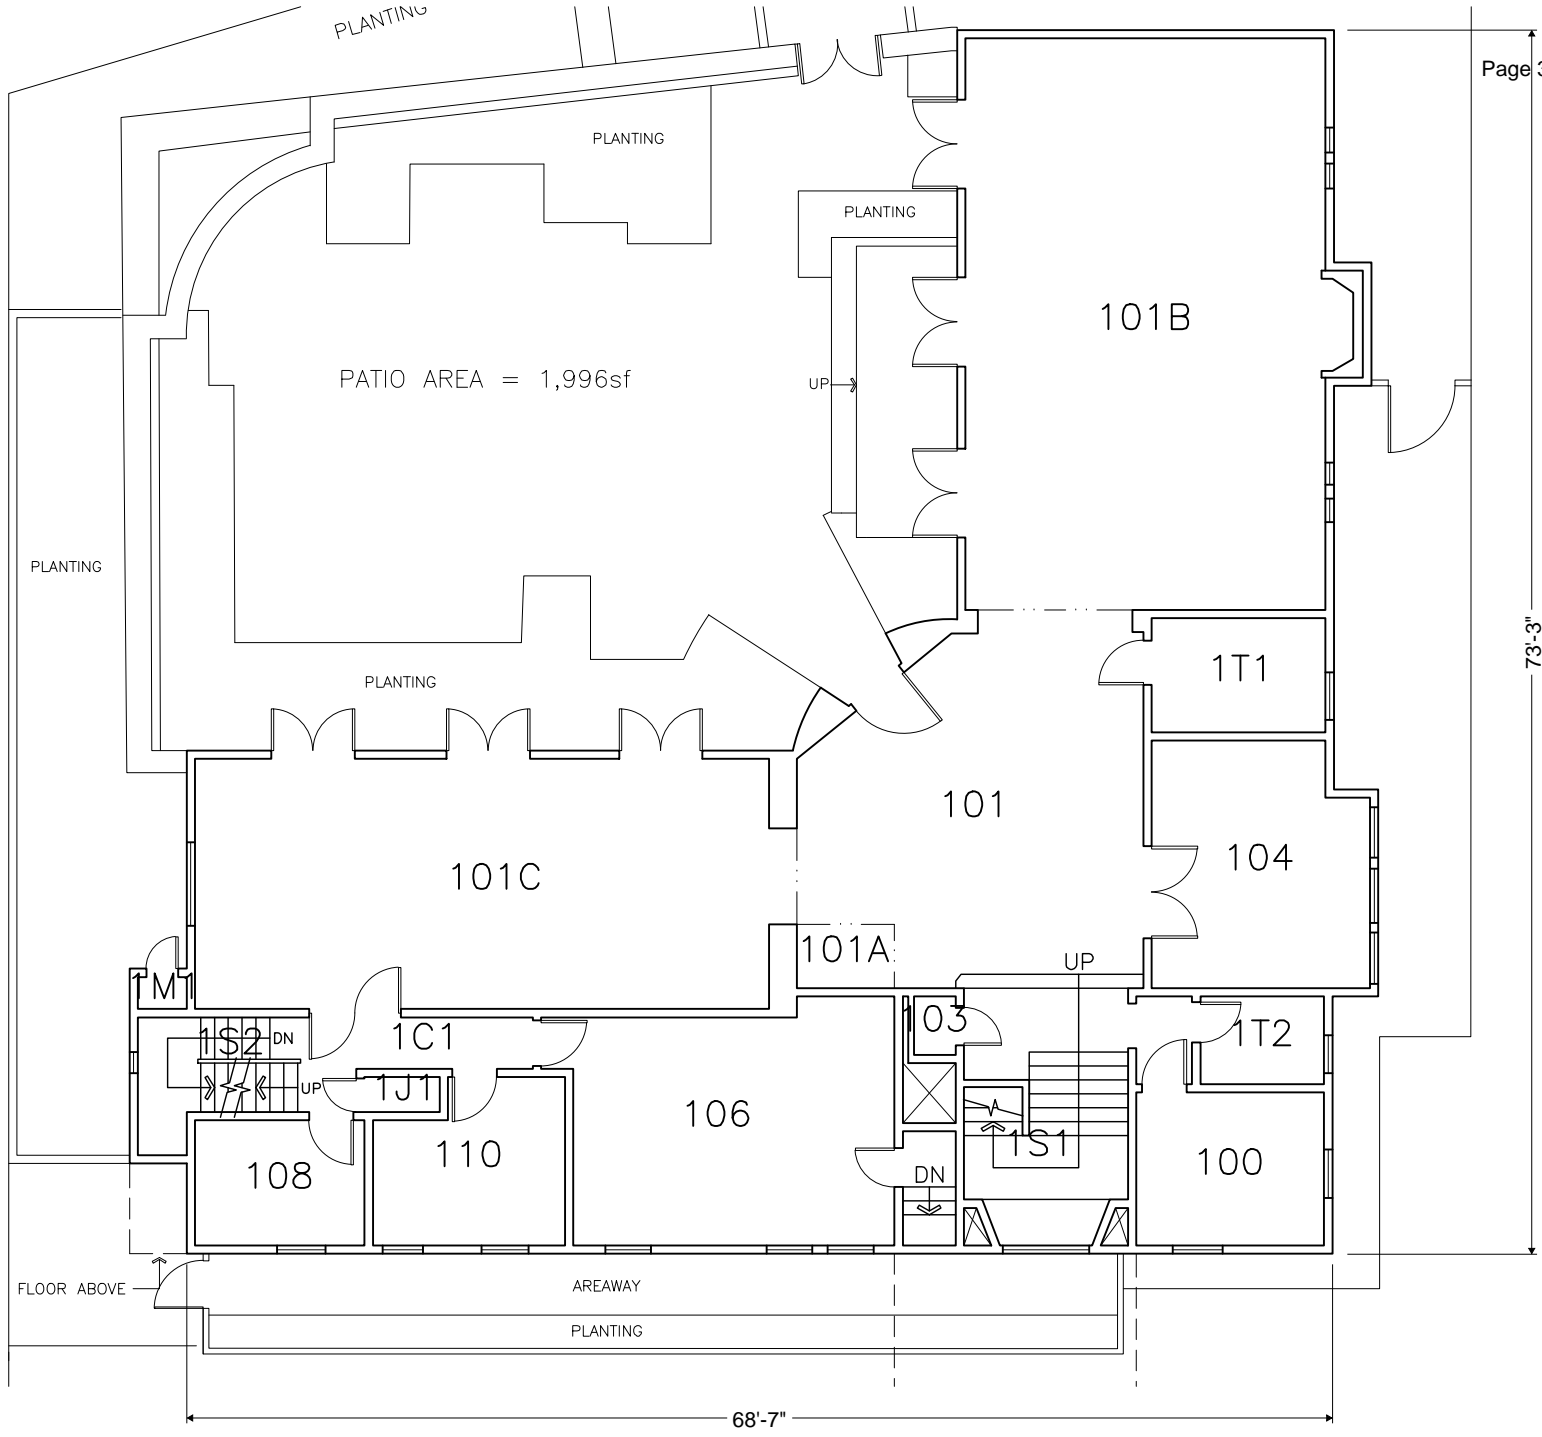 PLANTING
Page 3
PLANTING
PLANTING
101B
PATIO AREA = 1,996sf
UP
PLANTING
73'-3"
1T1
PLANTING
101
104
101C
101A
UP
1M1
103
1S2
DN
1C1
1T2
UP
1J1
106
110
1S1
100
108
DN
FLOOR ABOVE
AREAWAY
PLANTING
68'-7"